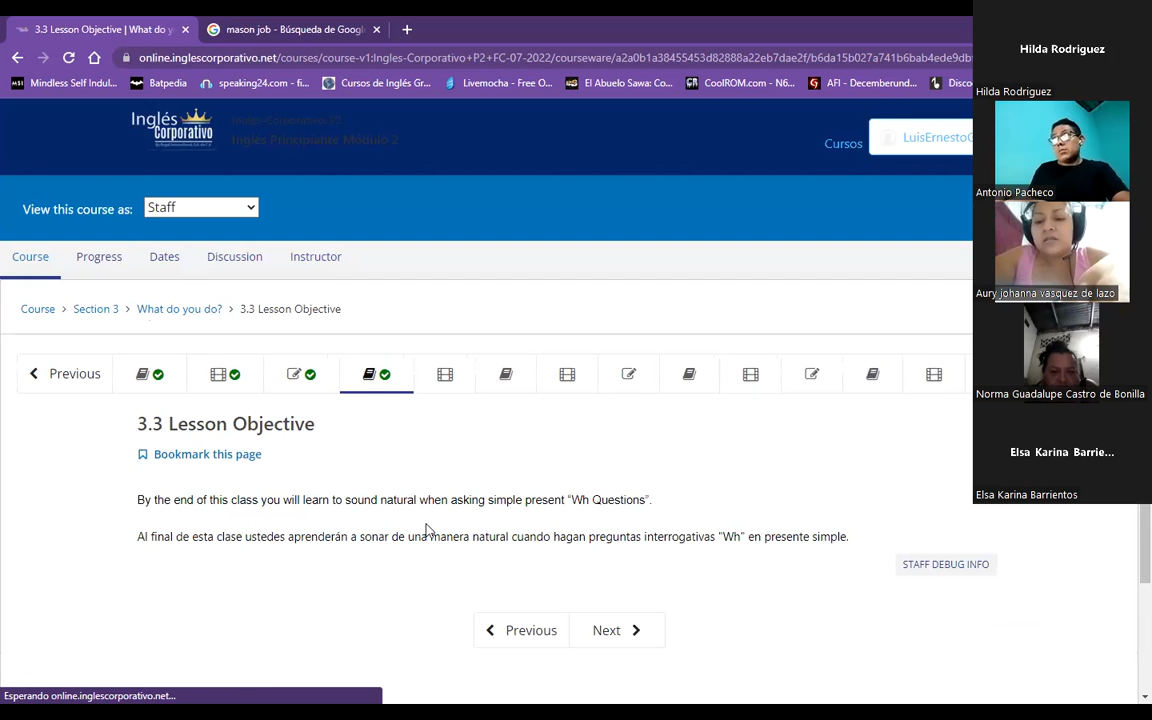 3.3 Lesson Objective | What do y
mason job - Búsqueda de Googl
online.inglescorporativo.net/courses/course-v1:Ingles-Corporativo+P2+FC-07-2022/courseware/a2a0b1a38455453d82888a22eb7dae2f/b6da15b027a741b6bab4ede9db
Mindless Self Indul...
Batpedia
speaking24.com - fi...
Cursos de Inglés Gr...
Livemocha - Free O...
El Abuelo Sawa: Co...
CoolROM.com - N6...
AFI - Decemberund...
Disco
Inglés
Corporativo
Inglés Principiante Módulo 2
Cursos
LuisErnestoG
View this course as:
Staff
Course
Progress
Dates
Discussion
Instructor
Course > Section 3 > What do you do? > 3.3 Lesson Objective
Previous
3.3 Lesson Objective
Bookmark this page
By the end of this class you will learn to sound natural when asking simple present “Wh Questions”.
Al final de esta clase ustedes aprenderán a sonar de una manera natural cuando hagan preguntas interrogativas "Wh" en presente simple.
STAFF DEBUG INFO
Previous
Next
Esperando online.inglescorporativo.net...
Hilda Rodriguez
Hilda Rodriguez
Antonio Pacheco
Aury johanna vasquez de lazo
Norma Guadalupe Castro de Bonilla
Elsa Karina Barrie...
Elsa Karina Barrientos